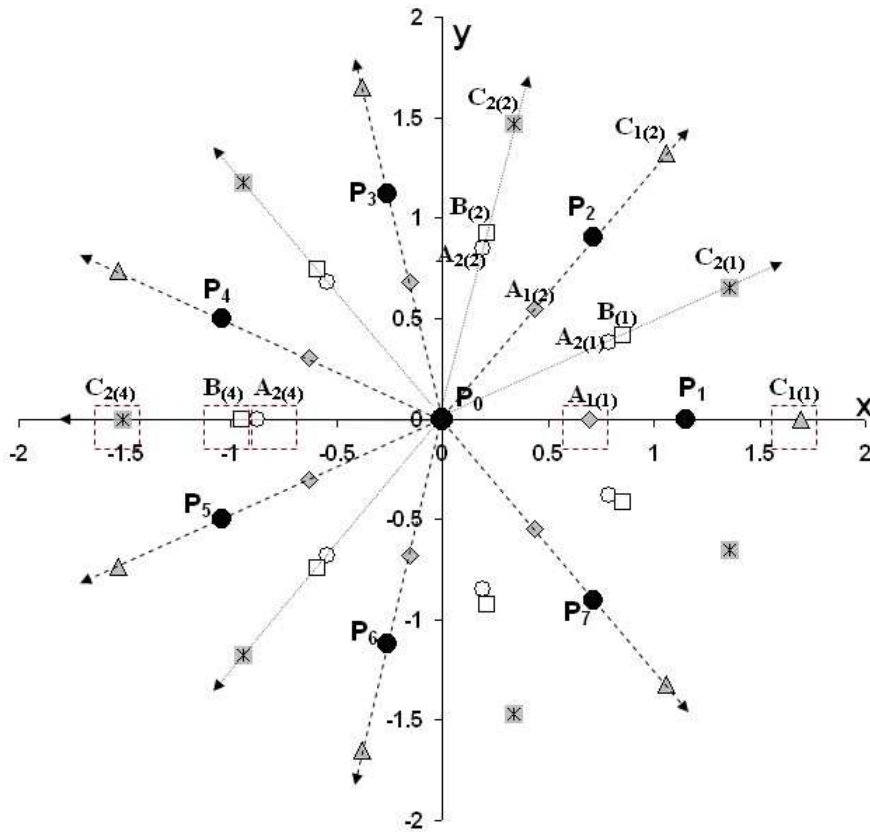 2
y
C2(2)
C1(2)
1.5
P3
1
B(2)
P2
A2(2)
C2(1)
P4
0.5
A1(2)
B(1)
A2(1)
C2(4) B(4) A2(4) P0 A1(1) P1 C1(1)
x
-2 -1.5 -1 -0.5 0 0.5 1 1.5 2
P5
-0.5
P6 -1 P7
-1.5
-2